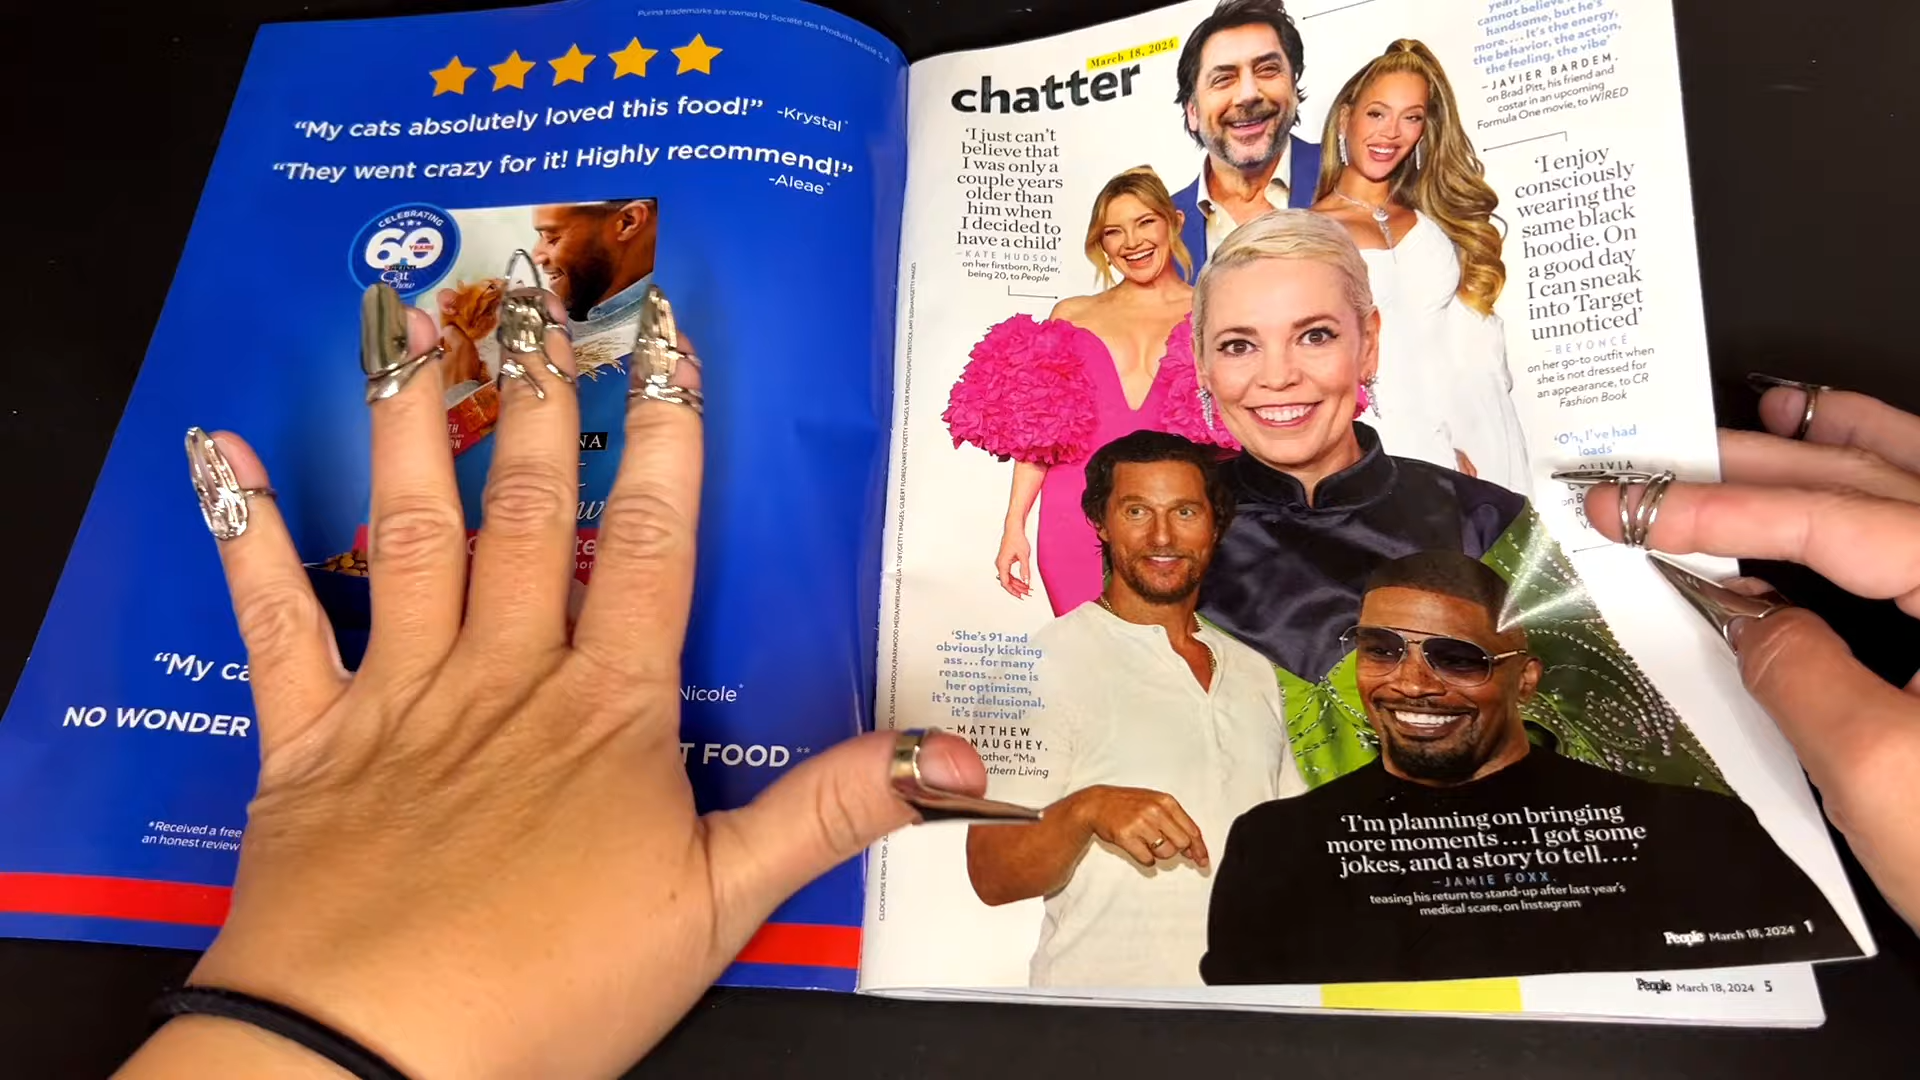 Purina trademarks are owned by Société des Produits Nestlé S.A.
“My cats absolutely loved this food!” -Krystal*
“They went crazy for it! Highly recommend!”
-Aleae*
CELEBRATING
60
YEARS
Cat
Chow
“My ca
Nicole*
NO WONDER
T FOOD **
*Received a free
an honest review
March 18, 2024
chatter
‘I just can’t
believe that
I was only a
couple years
older than
him when
I decided to
have a child’
–KATE HUDSON,
on her firstborn, Ryder,
being 20, to People
cannot believe
handsome, but he’s
more.... It’s the energy,
the behavior, the action,
the feeling, the vibe’
–JAVIER BARDEM,
on Brad Pitt, his friend and
costar in an upcoming
Formula One movie, to WIRED
‘I enjoy
consciously
wearing the
same black
hoodie. On
a good day
I can sneak
into Target
unnoticed’
–BEYONCÉ
on her go-to outfit when
she is not dressed for
an appearance, to CR
Fashion Book
‘Oh, I’ve had
loads’
OLIVIA
‘She’s 91 and
obviously kicking
ass...for many
reasons...one is
her optimism,
it’s not delusional,
it’s survival’
–MATTHEW
NAUGHEY,
other, “Ma
uthern Living
‘I’m planning on bringing
more moments...I got some
jokes, and a story to tell....’
–JAMIE FOXX,
teasing his return to stand-up after last year’s
medical scare, on Instagram
People March 18, 2024 1
People March 18, 2024 5